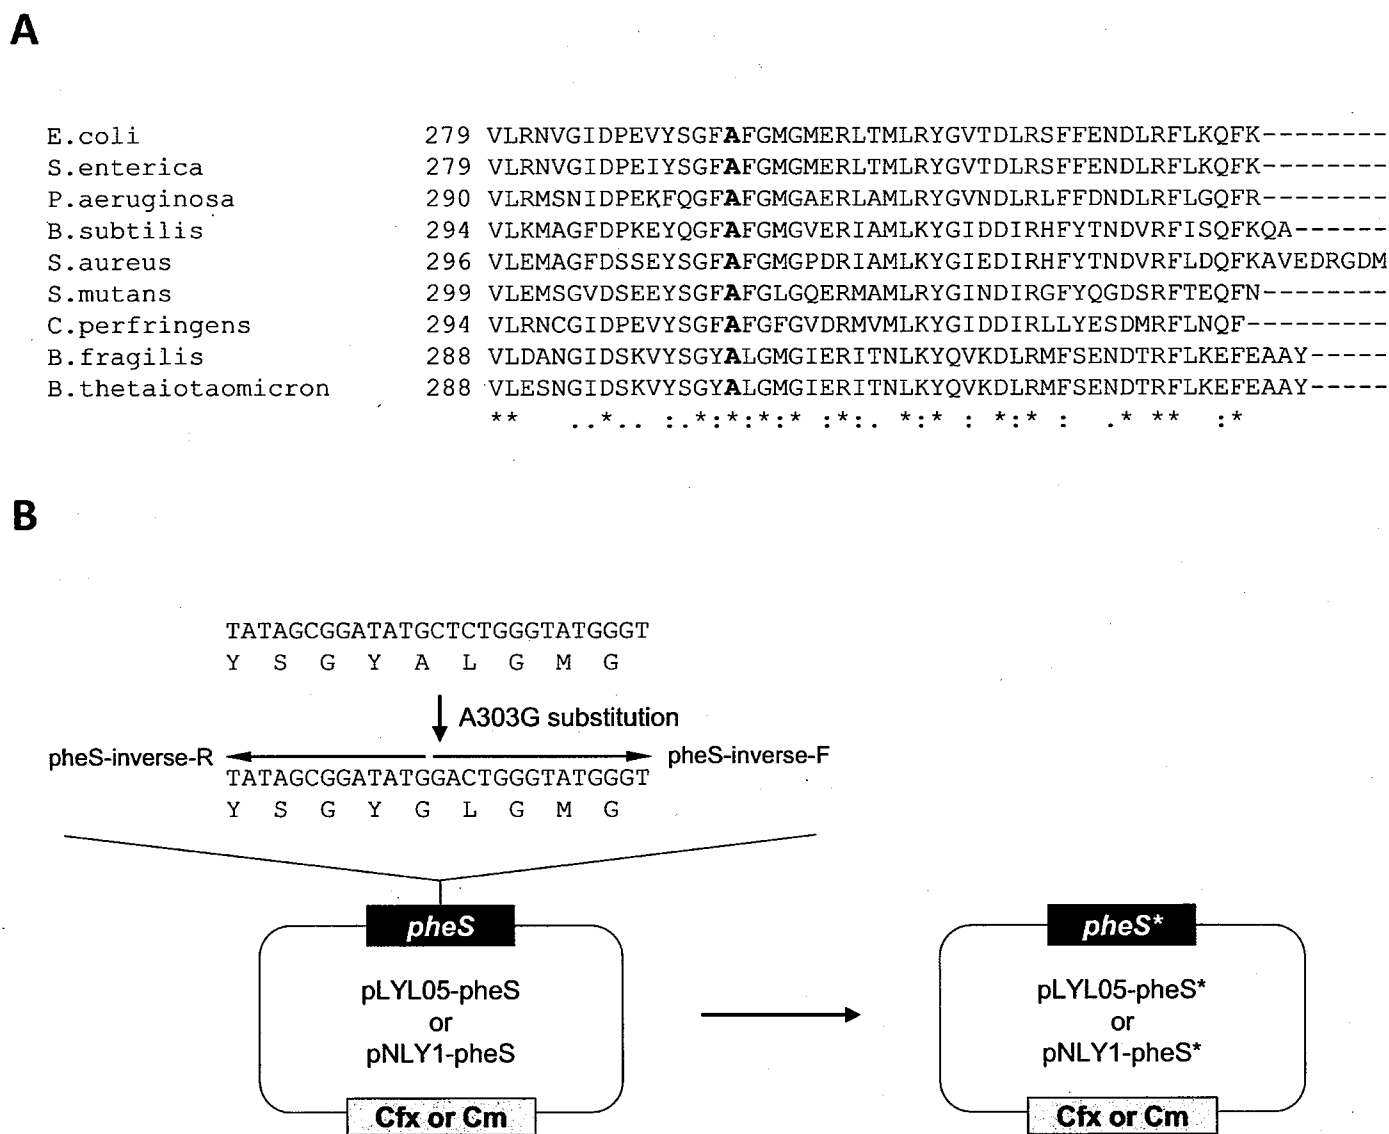 A
E.coli 279 VLRNVGIDPEVYSGFAFGMGMERLTMLRYGVTDLRSFFENDLRFLKQFK--------
S.enterica 279 VLRNVGIDPEIYSGFAFGMGMERLTMLRYGVTDLRSFFENDLRFLKQFK--------
P.aeruginosa 290 VLRMSNIDPEKFQGFAFGMGAERLAMLRYGVNDLRLFFDNDLRFLGQFR--------
B.subtilis 294 VLKMAGFDPKEYQGFAFGMGVERIAMLKYGIDDIRHFYTNDVRFISQFKQA------
S.aureus 296 VLEMAGFDSSEYSGFAFGMGPDRIAMLKYGIEDIRHFYTNDVRFLDQFKAVEDRGDM
S.mutans 299 VLEMSGVDSEEYSGFAFGLGQERMAMLRYGINDIRGFYQGDSRFTEQFN--------
C.perfringens 294 VLRNCGIDPEVYSGFAFGFGVDRMVMLKYGIDDIRLLYESDMRFLNQF---------
B.fragilis 288 VLDANGIDSKVYSGYALGMGIERITNLKYQVKDLRMFSENDTRFLKEFEAAY-----
B.thetaiotaomicron 288 VLESNGIDSKVYSGYALGMGIERITNLKYQVKDLRMFSENDTRFLKEFEAAY-----
** ..*.. :.*:*:*:* :*:. *:* : *:* : .* ** :*
B
TATAGCGGATATGCTCTGGGTATGGGT
Y S G Y A L G M G
A303G substitution
pheS-inverse-R pheS-inverse-F
TATAGCGGATATGGACTGGGTATGGGT
Y S G Y G L G M G
pheS pheS*
pLYL05-pheS pLYL05-pheS*
or or
pNLY1-pheS pNLY1-pheS*
Cfx or Cm Cfx or Cm